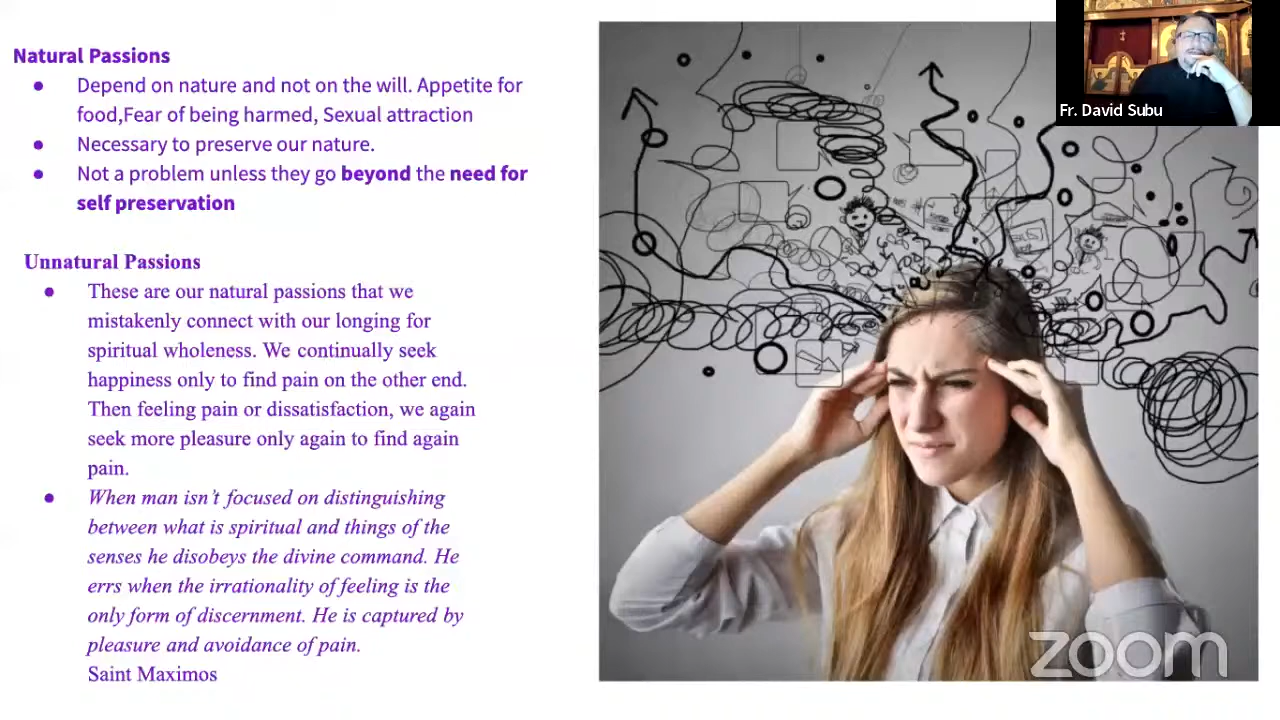 Natural Passions
● Depend on nature and not on the will. Appetite for
food,Fear of being harmed, Sexual attraction
● Necessary to preserve our nature.
● Not a problem unless they go beyond the need for
self preservation
Unnatural Passions
● These are our natural passions that we
mistakenly connect with our longing for
spiritual wholeness. We continually seek
happiness only to find pain on the other end.
Then feeling pain or dissatisfaction, we again
seek more pleasure only again to find again
pain.
● When man isn't focused on distinguishing
between what is spiritual and things of the
senses he disobeys the divine command. He
errs when the irrationality of feeling is the
only form of discernment. He is captured by
pleasure and avoidance of pain.
Saint Maximos
Fr. David Subu
zoom